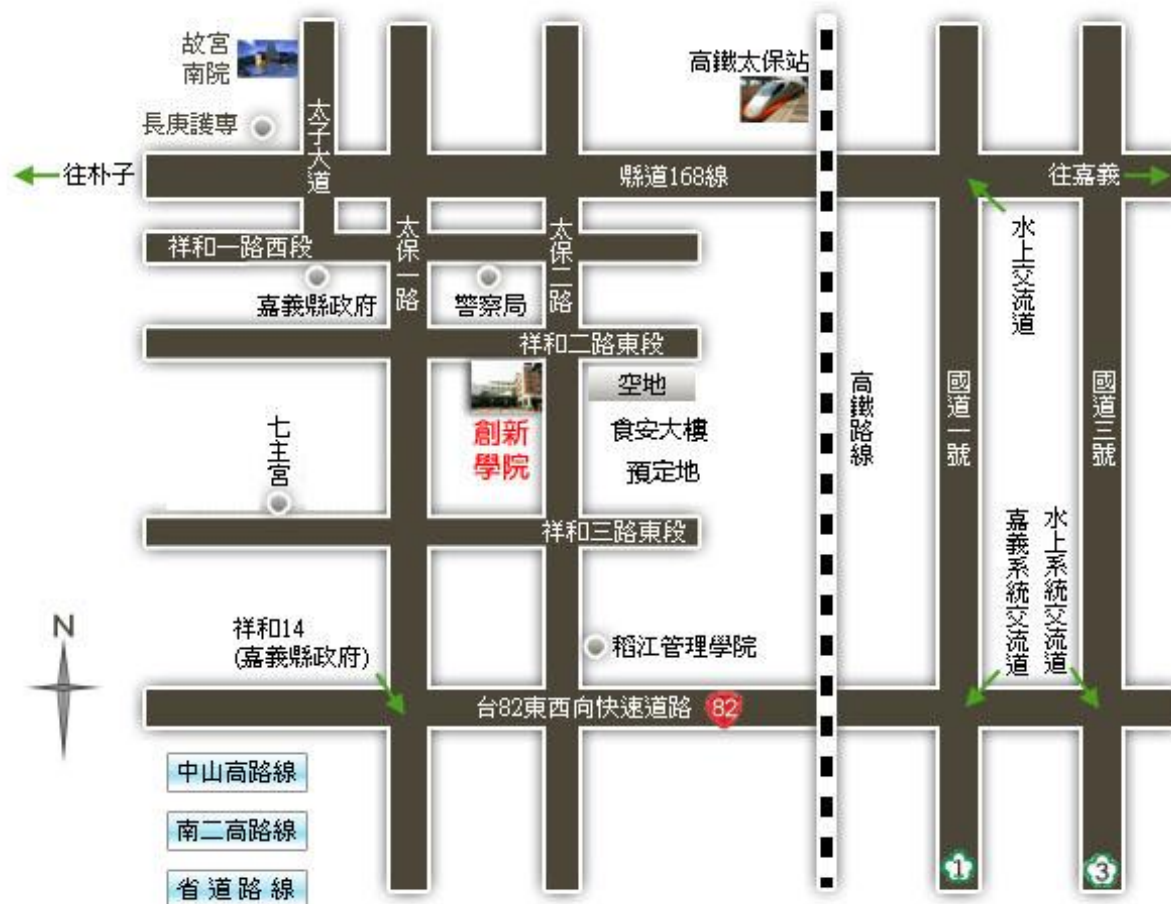 故宮
南院
高鐵太保站
長庚護專
太子大道
往朴子
縣道168線
往嘉義
祥和一路西段
太保一路
太保二路
水上交流道
嘉義縣政府
警察局
祥和二路東段
空地
高鐵路線
國道一號
國道三號
七主宮
創新
學院
食安大樓
預定地
祥和三路東段
嘉義系統交流道
水上系統交流道
N
祥和14
(嘉義縣政府)
稻江管理學院
台82東西向快速道路
82
中山高路線
南二高路線
省道路線
1
3